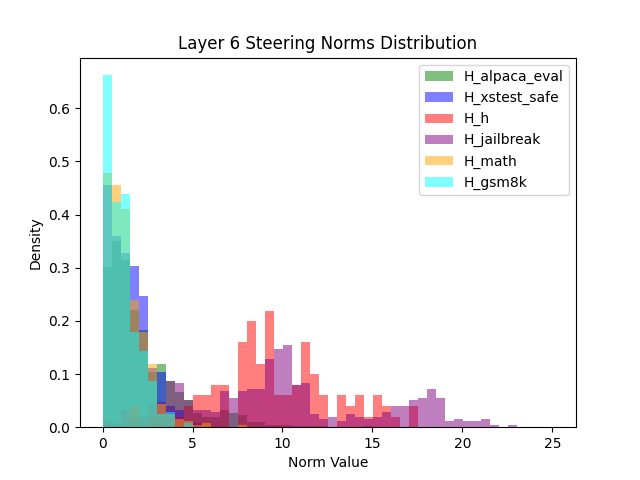 Layer 6 Steering Norms Distribution
H_alpaca_eval
H_xstest_safe
H_h
H_jailbreak
H_math
H_gsm8k
Density
0.6
0.5
0.4
0.3
0.2
0.1
0.0
0 5 10 15 20 25
Norm Value